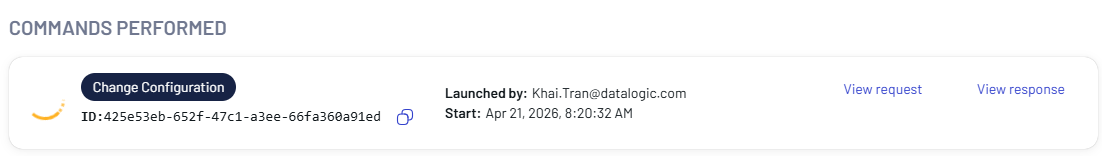 COMMANDS PERFORMED
Change Configuration
ID:425e53eb-652f-47c1-a3ee-66fa360a91ed
Launched by: Khai.Tran@datalogic.com
Start: Apr 21, 2026, 8:20:32 AM
View request
View response